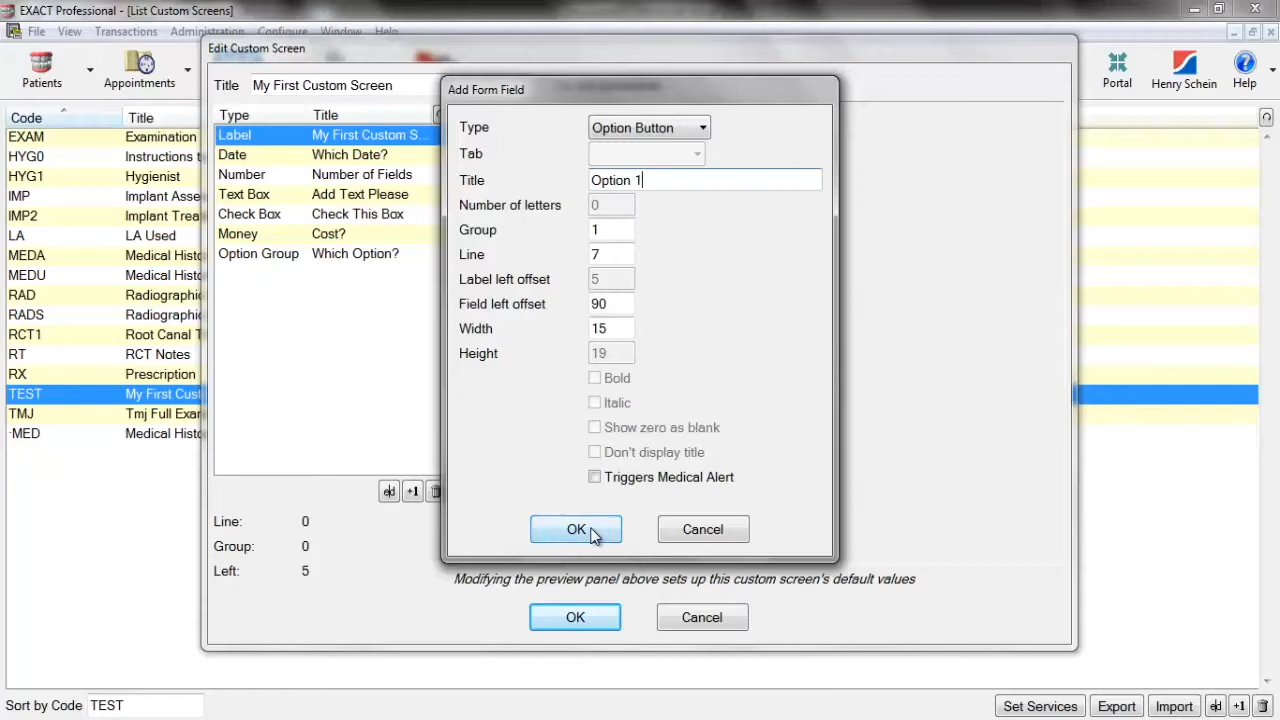 EXACT Professional - [List Custom Screens]
File View Transactions Administration Configure Window Help
Patients
Appointments
Portal
Henry Schein
Help
Code Title
EXAM Examination
HYG0 Instructions t
HYG1 Hygienist
IMP Implant Asse
IMP2 Implant Trea
LA LA Used
MEDA Medical Histo
MEDU Medical Histo
RAD Radiographic
RADS Radiographic
RCT1 Root Canal T
RT RCT Notes
RX Prescription
TEST My First Cust
TMJ Tmj Full Exa
·MED Medical Histo
Edit Custom Screen
Title My First Custom Screen
Type Title
Label My First Custom S...
Date Which Date?
Number Number of Fields
Text Box Add Text Please
Check Box Check This Box
Money Cost?
Option Group Which Option?
+1
Line: 0
Group: 0
Left: 5
Add Form Field
Type Option Button
Tab
Title Option 1
Number of letters 0
Group 1
Line 7
Label left offset 5
Field left offset 90
Width 15
Height 19
Bold
Italic
Show zero as blank
Don't display title
Triggers Medical Alert
OK Cancel
Modifying the preview panel above sets up this custom screen's default values
OK Cancel
Sort by Code TEST
Set Services Export Import +1